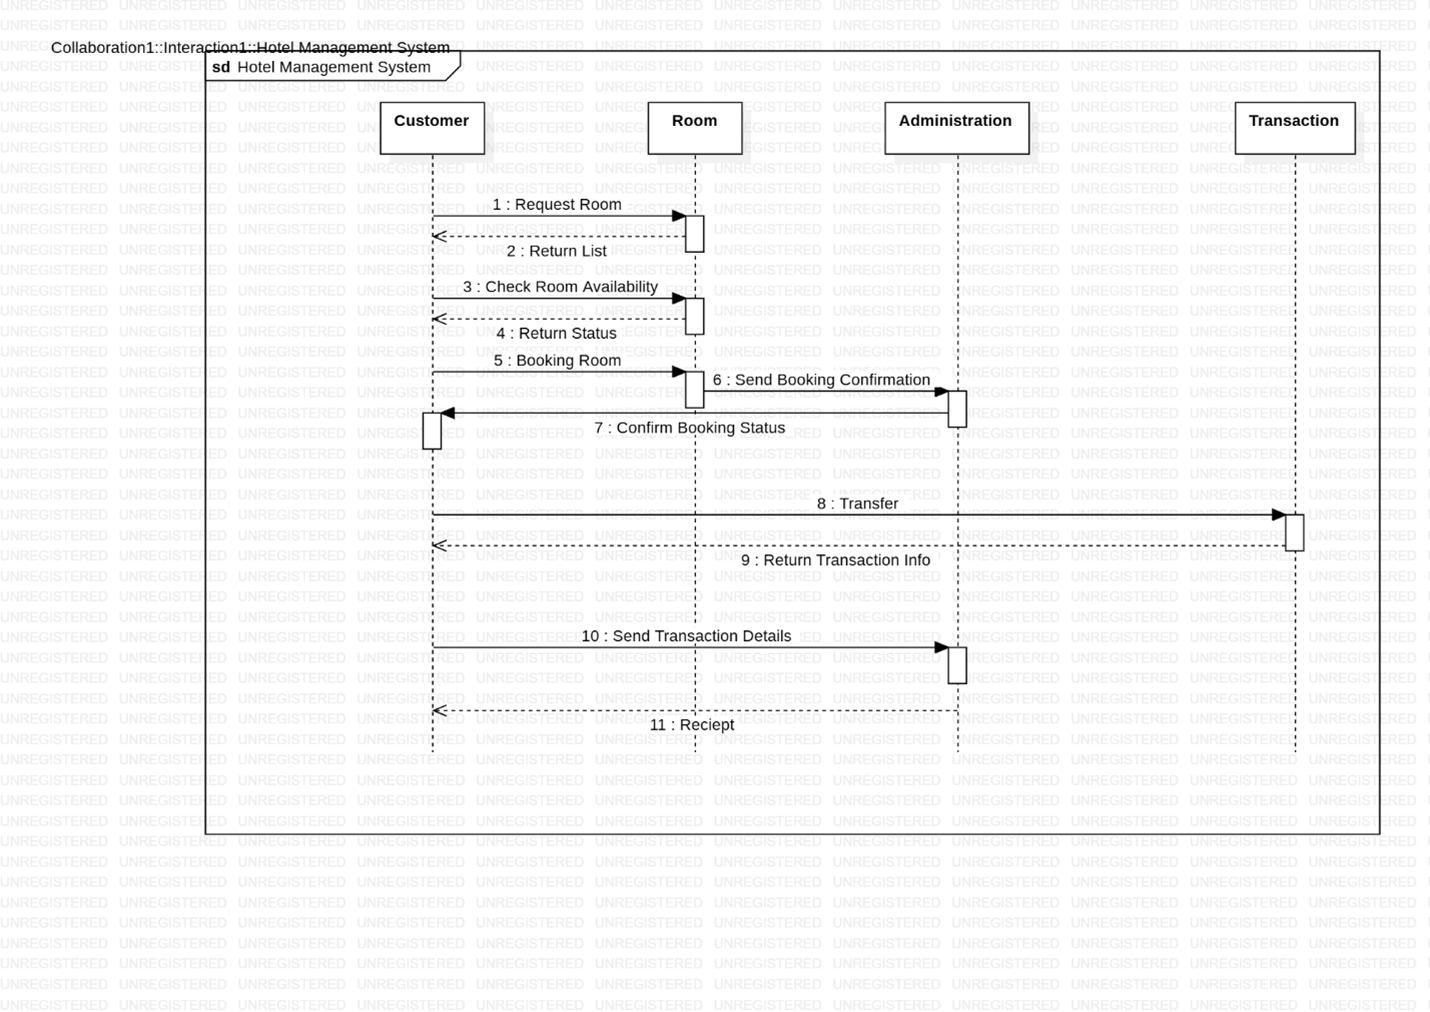 Collaboration1::Interaction1::Hotel Management System
sd Hotel Management System
Customer
Room
Administration
Transaction
1 : Request Room
2 : Return List
3 : Check Room Availability
4 : Return Status
5 : Booking Room
6 : Send Booking Confirmation
7 : Confirm Booking Status
8 : Transfer
9 : Return Transaction Info
10 : Send Transaction Details
11 : Reciept
UNREGISTERED